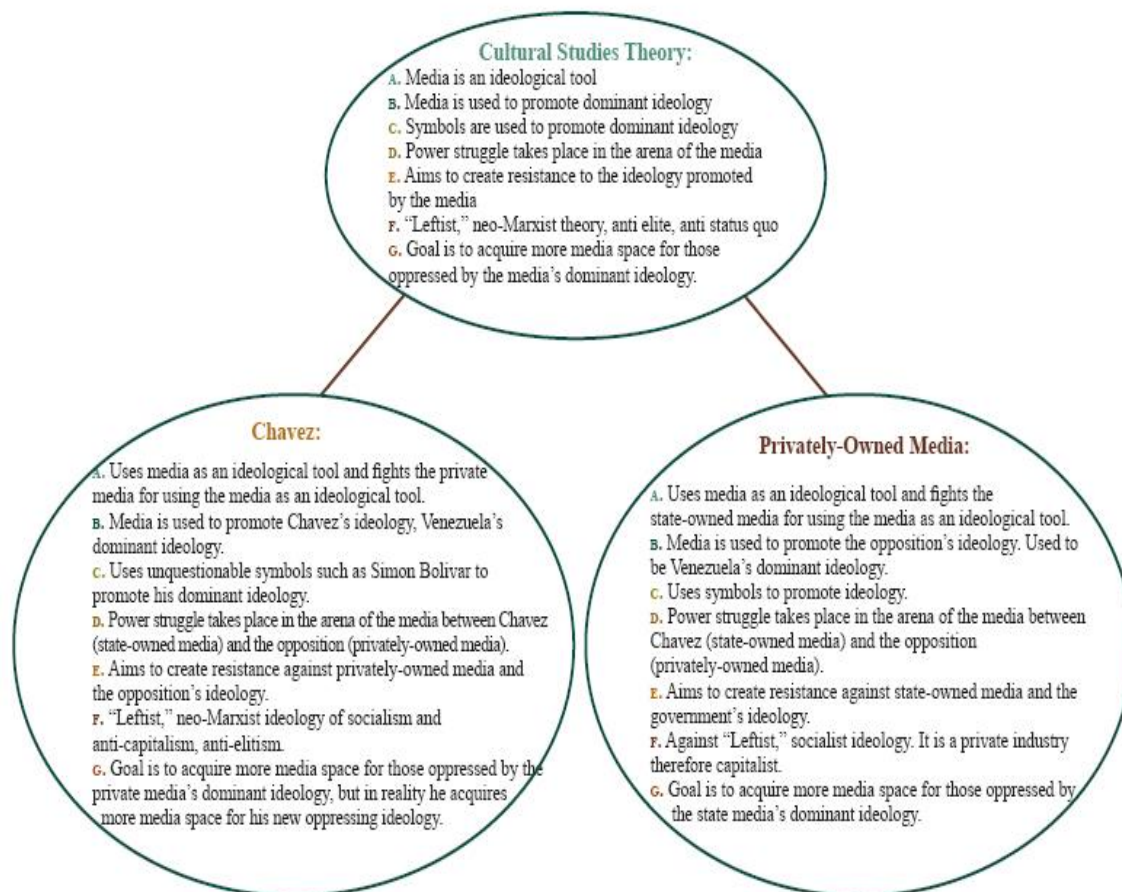 Cultural Studies Theory:
A. Media is an ideological tool
B. Media is used to promote dominant ideology
C. Symbols are used to promote dominant ideology
D. Power struggle takes place in the arena of the media
E. Aims to create resistance to the ideology promoted
by the media
F. “Leftist,” neo-Marxist theory, anti elite, anti status quo
G. Goal is to acquire more media space for those
oppressed by the media’s dominant ideology.
Chavez:
A. Uses media as an ideological tool and fights the private
media for using the media as an ideological tool.
B. Media is used to promote Chavez’s ideology, Venezuela’s
dominant ideology.
C. Uses unquestionable symbols such as Simon Bolivar to
promote his dominant ideology.
D. Power struggle takes place in the arena of the media between Chavez
(state-owned media) and the opposition (privately-owned media).
E. Aims to create resistance against privately-owned media and
the opposition’s ideology.
F. “Leftist,” neo-Marxist ideology of socialism and
anti-capitalism, anti-elitism.
G. Goal is to acquire more media space for those oppressed by the
private media’s dominant ideology, but in reality he acquires
more media space for his new oppressing ideology.
Privately-Owned Media:
A. Uses media as an ideological tool and fights the
state-owned media for using the media as an ideological tool.
B. Media is used to promote the opposition’s ideology. Used to
be Venezuela’s dominant ideology.
C. Uses symbols to promote ideology.
D. Power struggle takes place in the arena of the media between
Chavez (state-owned media) and the opposition
(privately-owned media).
E. Aims to create resistance against state-owned media and the
government’s ideology.
F. Against “Leftist,” socialist ideology. It is a private industry
therefore capitalist.
G. Goal is to acquire more media space for those oppressed by
the state media’s dominant ideology.